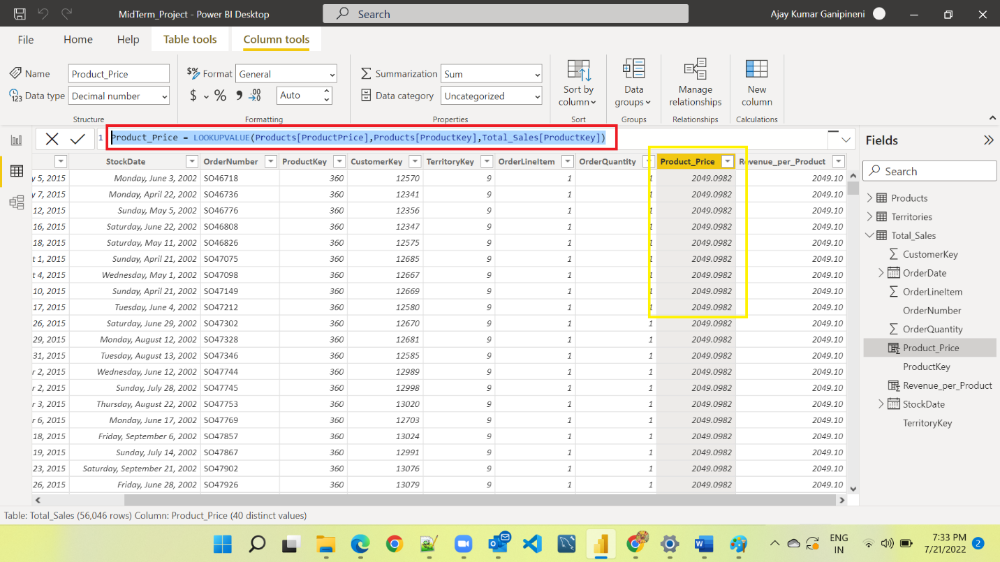 MidTerm_Project - Power BI Desktop
Search
Ajay Kumar Ganipineni
File Home Help Table tools Column tools
Name Product_Price
Data type Decimal number
Structure
$% Format General
$ % 9 .00 Auto
Formatting
Σ Summarization Sum
Data category Uncategorized
Properties
Sort by
column
Sort
Data
groups
Groups
Manage
relationships
Relationships
New
column
Calculations
1 Product_Price = LOOKUPVALUE(Products[ProductPrice],Products[ProductKey],Total_Sales[ProductKey])
StockDate OrderNumber ProductKey CustomerKey TerritoryKey OrderLineItem OrderQuantity Product_Price Revenue_per_Product
y 5, 2015 Monday, June 3, 2002 SO46718 360 12570 9 1 1 2049.0982 2049.10
y 7, 2015 Monday, April 22, 2002 SO46736 360 12341 9 1 1 2049.0982 2049.10
12, 2015 Sunday, May 5, 2002 SO46776 360 12356 9 1 1 2049.0982 2049.10
16, 2015 Saturday, June 22, 2002 SO46808 360 12347 9 1 1 2049.0982 2049.10
18, 2015 Saturday, May 11, 2002 SO46826 360 12575 9 1 1 2049.0982 2049.10
t 1, 2015 Sunday, April 21, 2002 SO47075 360 12685 9 1 1 2049.0982 2049.10
t 4, 2015 Wednesday, May 1, 2002 SO47098 360 12667 9 1 1 2049.0982 2049.10
10, 2015 Sunday, April 21, 2002 SO47149 360 12669 9 1 1 2049.0982 2049.10
17, 2015 Tuesday, June 4, 2002 SO47212 360 12580 9 1 1 2049.0982 2049.10
26, 2015 Saturday, June 29, 2002 SO47302 360 12670 9 1 1 2049.0982 2049.10
29, 2015 Monday, August 12, 2002 SO47328 360 12681 9 1 1 2049.0982 2049.10
31, 2015 Tuesday, August 13, 2002 SO47346 360 12585 9 1 1 2049.0982 2049.10
r 2, 2015 Wednesday, June 12, 2002 SO47744 360 12989 9 1 1 2049.0982 2049.10
r 2, 2015 Sunday, July 28, 2002 SO47745 360 12998 9 1 1 2049.0982 2049.10
r 3, 2015 Thursday, August 22, 2002 SO47753 360 13020 9 1 1 2049.0982 2049.10
r 6, 2015 Monday, June 17, 2002 SO47769 360 12703 9 1 1 2049.0982 2049.10
18, 2015 Friday, September 6, 2002 SO47857 360 13024 9 1 1 2049.0982 2049.10
19, 2015 Sunday, July 14, 2002 SO47867 360 12991 9 1 1 2049.0982 2049.10
23, 2015 Saturday, September 21, 2002 SO47902 360 13076 9 1 1 2049.0982 2049.10
26, 2015 Friday, June 28, 2002 SO47926 360 13079 9 1 1 2049.0982 2049.10
Fields
Search
Products
Territories
Total_Sales
Σ CustomerKey
OrderDate
Σ OrderLineItem
OrderNumber
Σ OrderQuantity
Product_Price
ProductKey
Revenue_per_Product
StockDate
TerritoryKey
Table: Total_Sales (56,046 rows) Column: Product_Price (40 distinct values)
ENG
IN
7:33 PM
7/21/2022
2